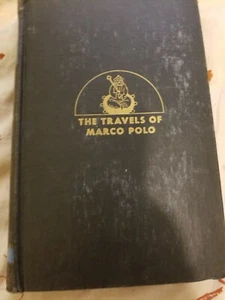 THE TRAVELS OF
MARCO POLO